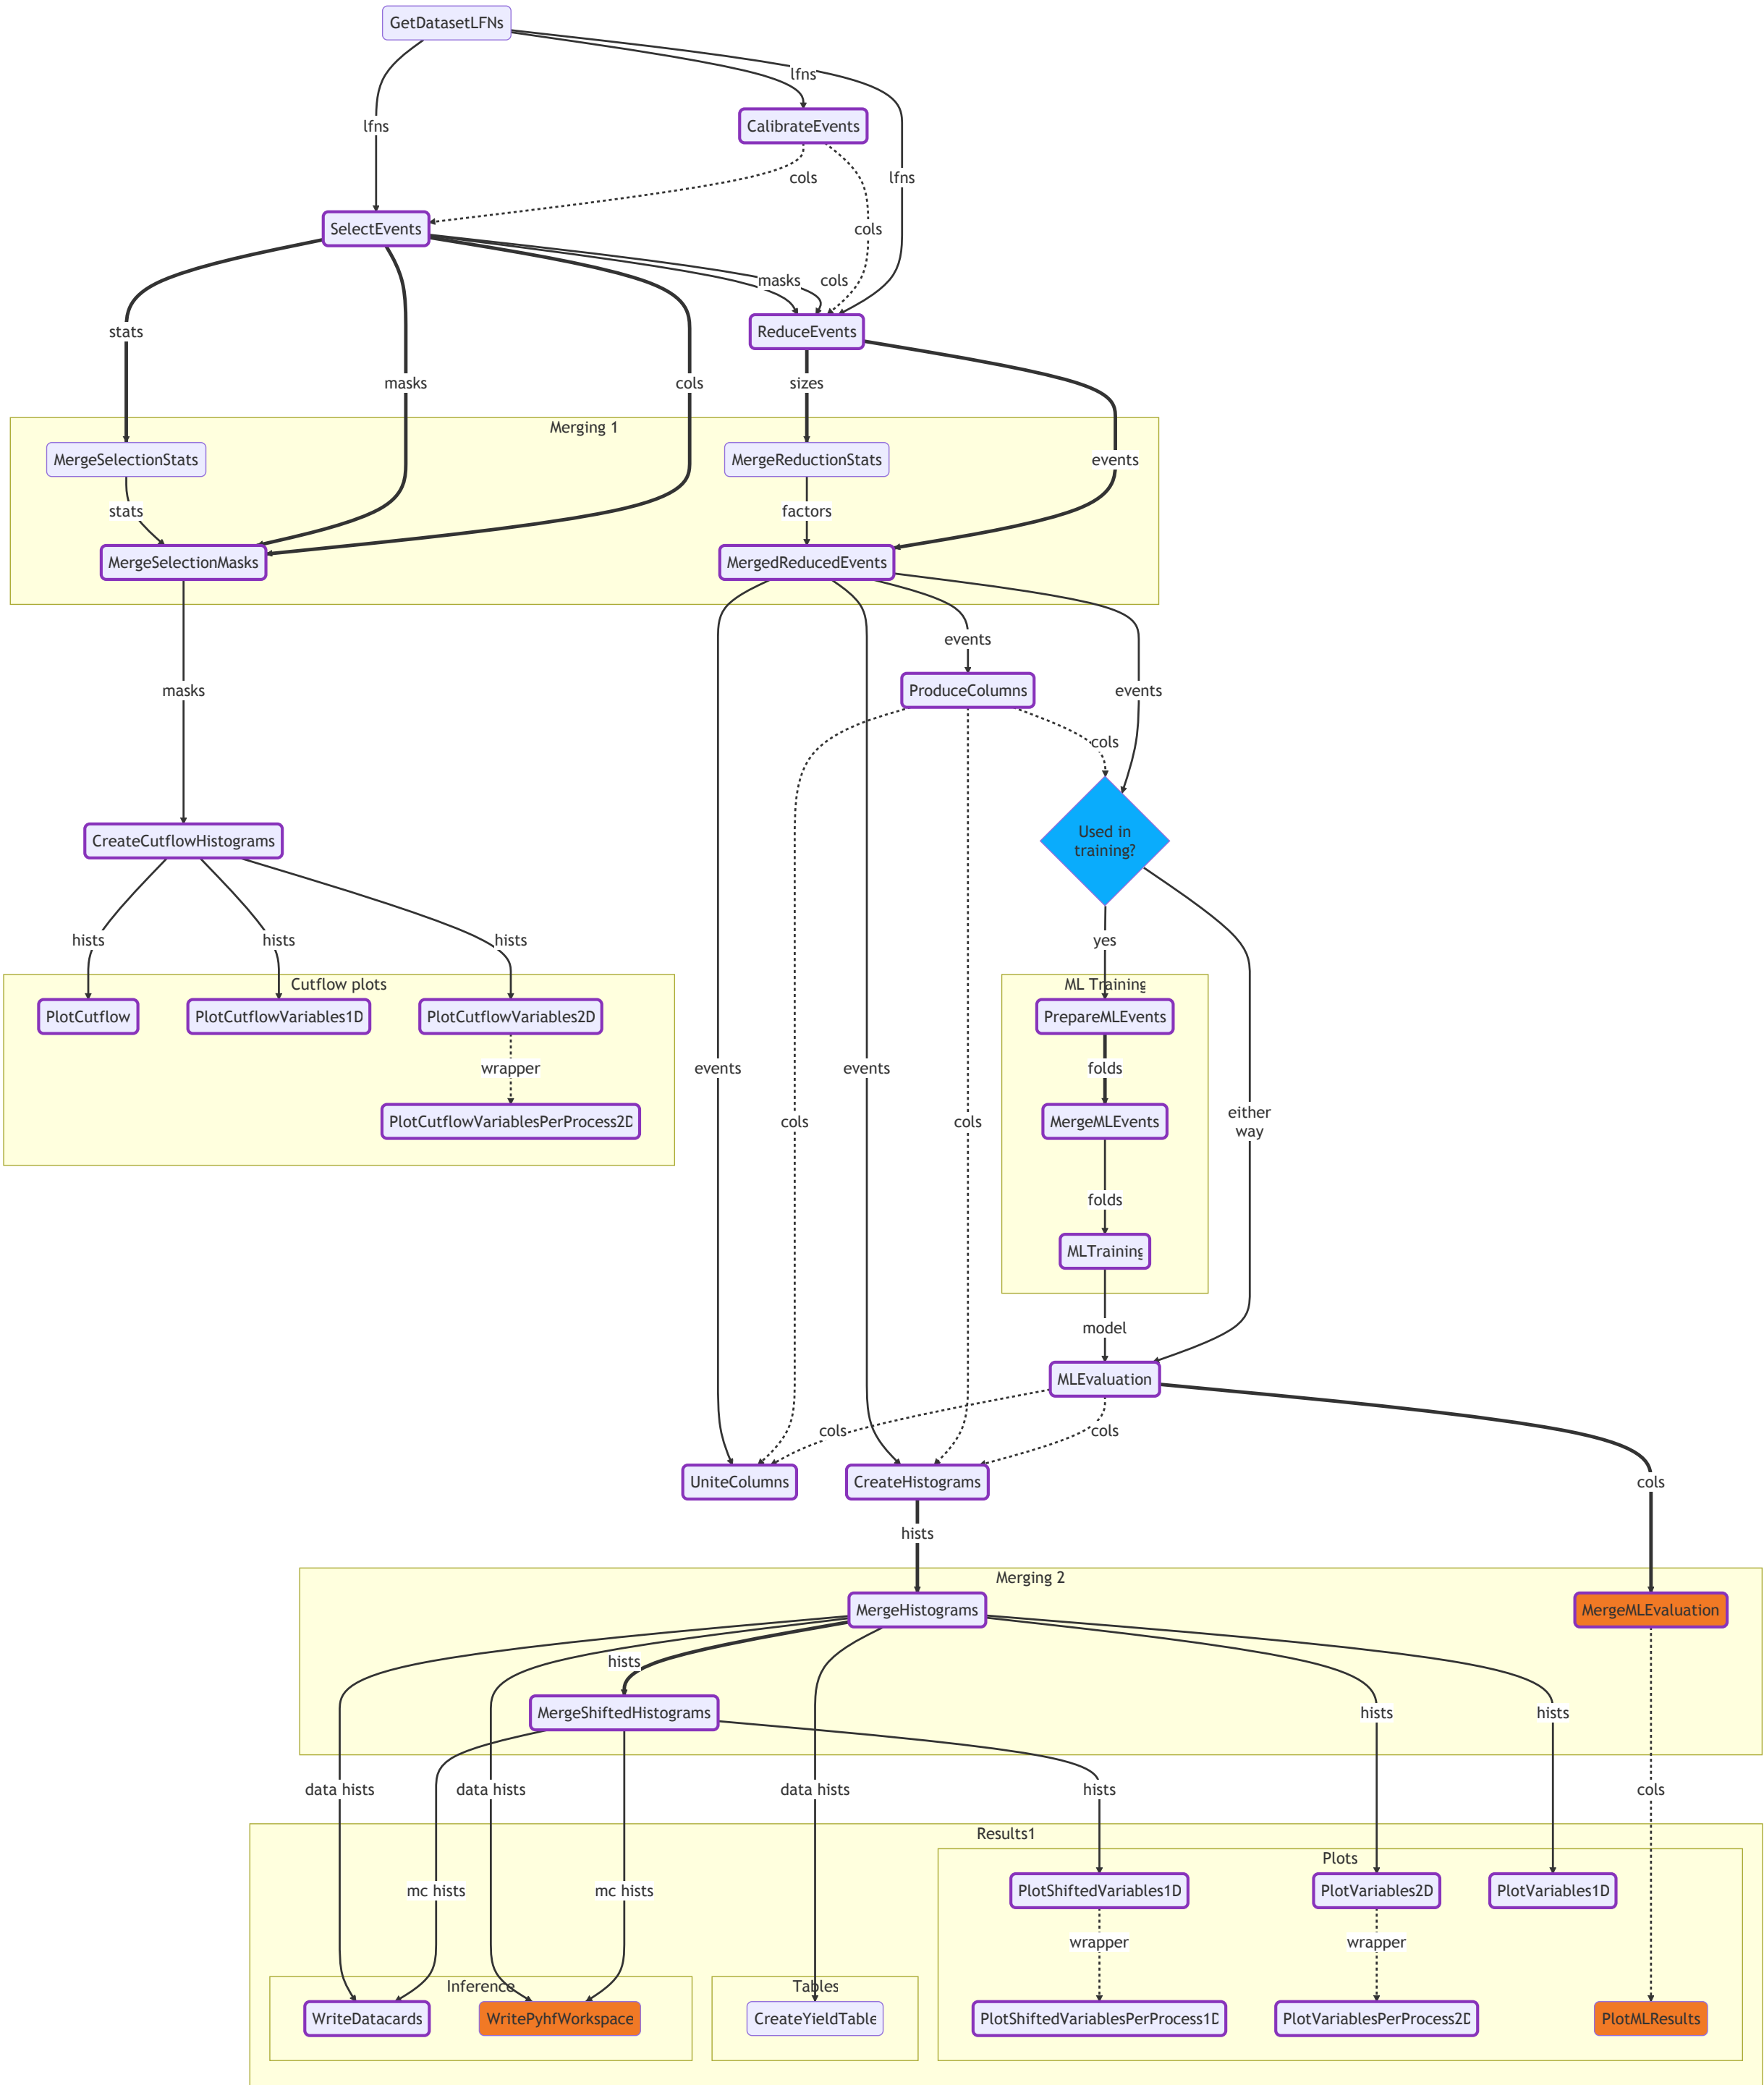 GetDatasetLFNs
lfns
CalibrateEvents
lfns
cols
lfns
SelectEvents
cols
masks
cols
stats
ReduceEvents
masks
cols
sizes
Merging 1
MergeSelectionStats
MergeReductionStats
events
stats
factors
MergeSelectionMasks
MergedReducedEvents
events
masks
ProduceColumns
events
cols
Used in
training?
CreateCutflowHistograms
hists
hists
hists
yes
Cutflow plots
ML Training
PlotCutflow
PlotCutflowVariables1D
PlotCutflowVariables2D
PrepareMLEvents
wrapper
events
events
folds
PlotCutflowVariablesPerProcess2D
cols
cols
MergeMLEvents
either
way
folds
MLTraining
model
MLEvaluation
cols
cols
UniteColumns
CreateHistograms
cols
hists
Merging 2
MergeHistograms
MergeMLEvaluation
hists
MergeShiftedHistograms
hists
hists
data hists
data hists
data hists
hists
cols
Results1
Plots
mc hists
mc hists
PlotShiftedVariables1D
PlotVariables2D
PlotVariables1D
wrapper
wrapper
Inference
Tables
WriteDatacards
WritePyhfWorkspace
CreateYieldTable
PlotShiftedVariablesPerProcess1D
PlotVariablesPerProcess2D
PlotMLResults